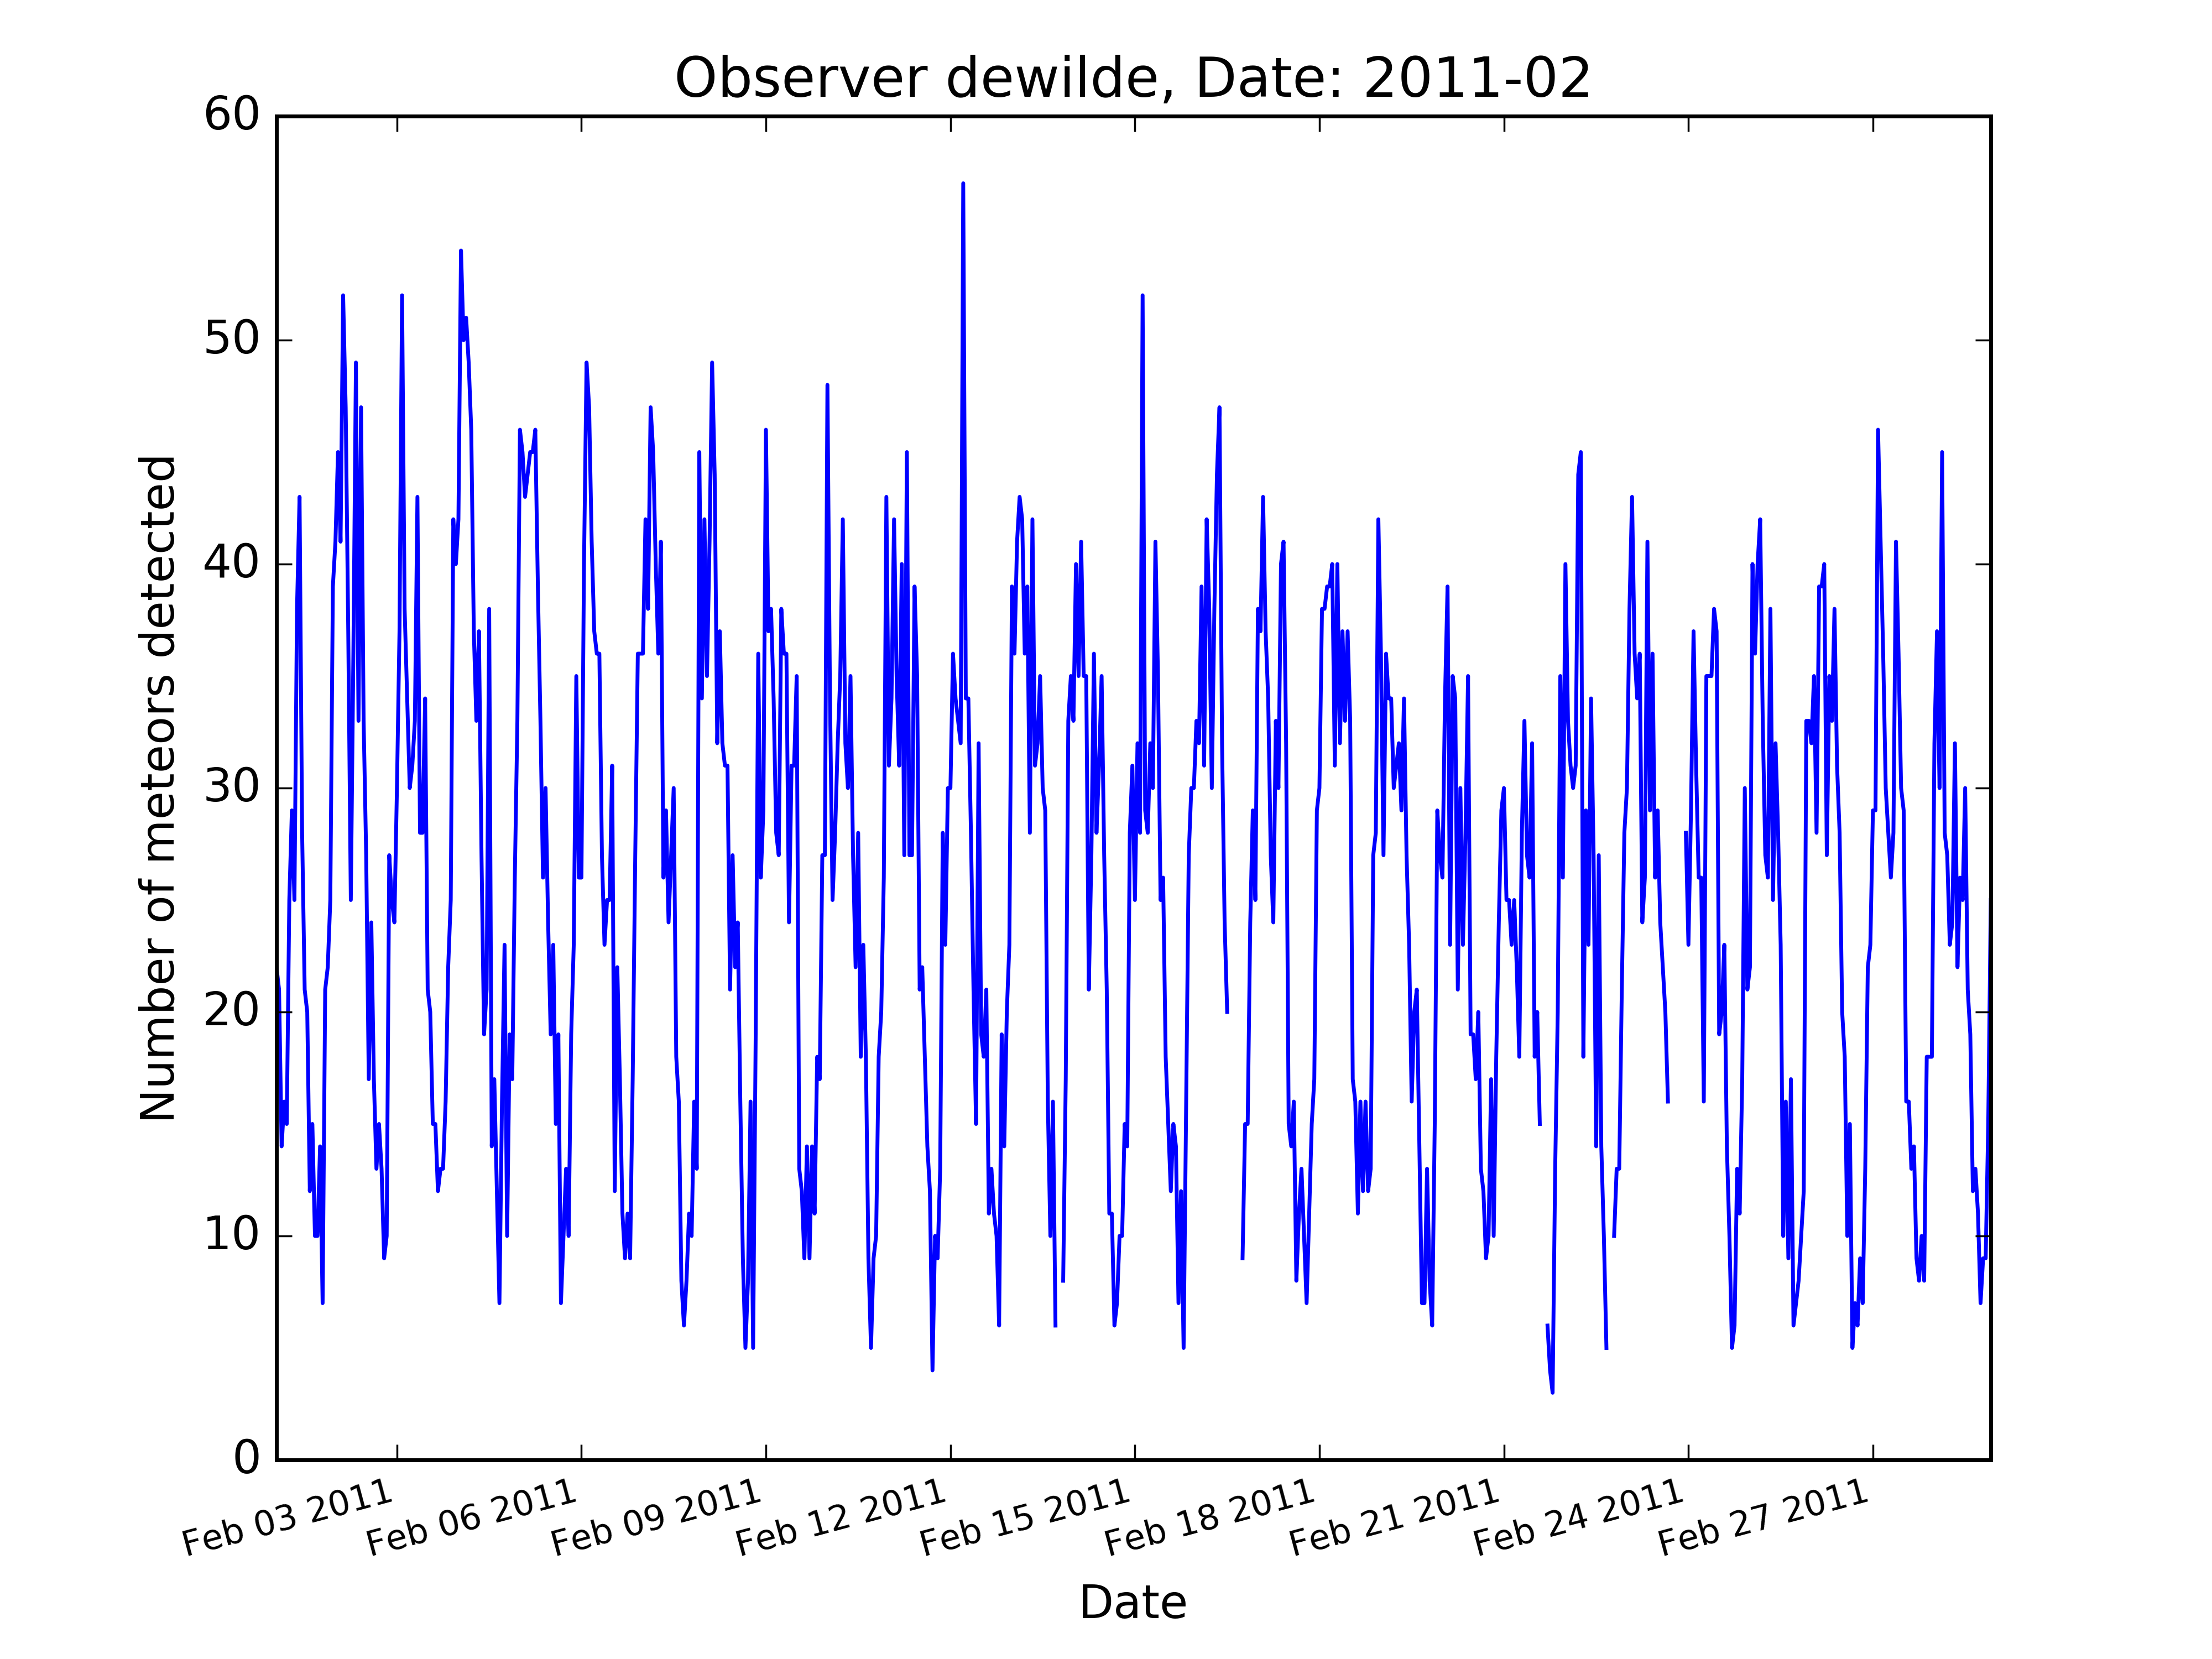 Observer dewilde, Date: 2011-02
60
50
40
30
20
10
0
Number of meteors detected
Feb 03 2011
Feb 06 2011
Feb 09 2011
Feb 12 2011
Feb 15 2011
Feb 18 2011
Feb 21 2011
Feb 24 2011
Feb 27 2011
Date